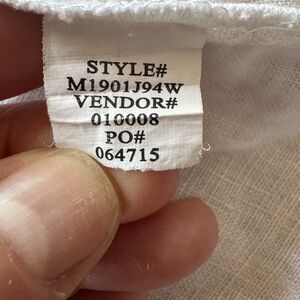 STYLE#
M1901J94W
VENDOR#
010008
PO#
064715